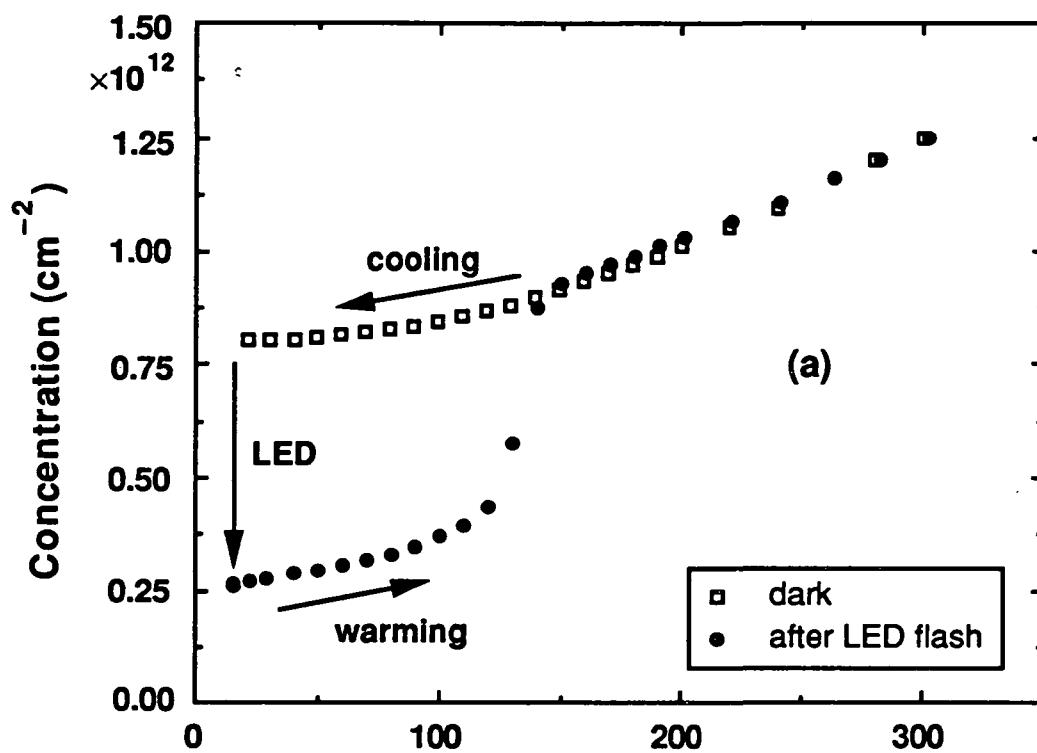 1.50
×10¹²
1.25
1.00
0.75
0.50
0.25
0.00
Concentration (cm⁻²)
cooling
(a)
LED
warming
dark
after LED flash
0
100
200
300